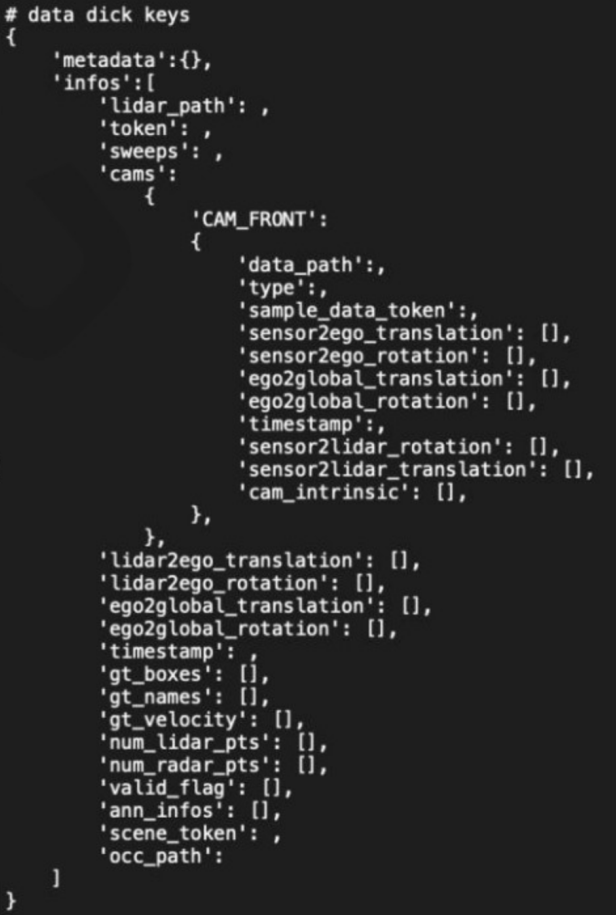 # data dick keys
{
    'metadata':{},
    'infos':[
        'lidar_path': ,
        'token': ,
        'sweeps': ,
        'cams':
            {
                'CAM_FRONT':
                {
                    'data_path':,
                    'type':,
                    'sample_data_token':,
                    'sensor2ego_translation': [],
                    'sensor2ego_rotation': [],
                    'ego2global_translation': [],
                    'ego2global_rotation': [],
                    'timestamp':,
                    'sensor2lidar_rotation': [],
                    'sensor2lidar_translation': [],
                    'cam_intrinsic': [],
                },
            },
        'lidar2ego_translation': [],
        'lidar2ego_rotation': [],
        'ego2global_translation': [],
        'ego2global_rotation': [],
        'timestamp': ,
        'gt_boxes': [],
        'gt_names': [],
        'gt_velocity': [],
        'num_lidar_pts': [],
        'num_radar_pts': [],
        'valid_flag': [],
        'ann_infos': [],
        'scene_token': ,
        'occ_path':
    ]
}